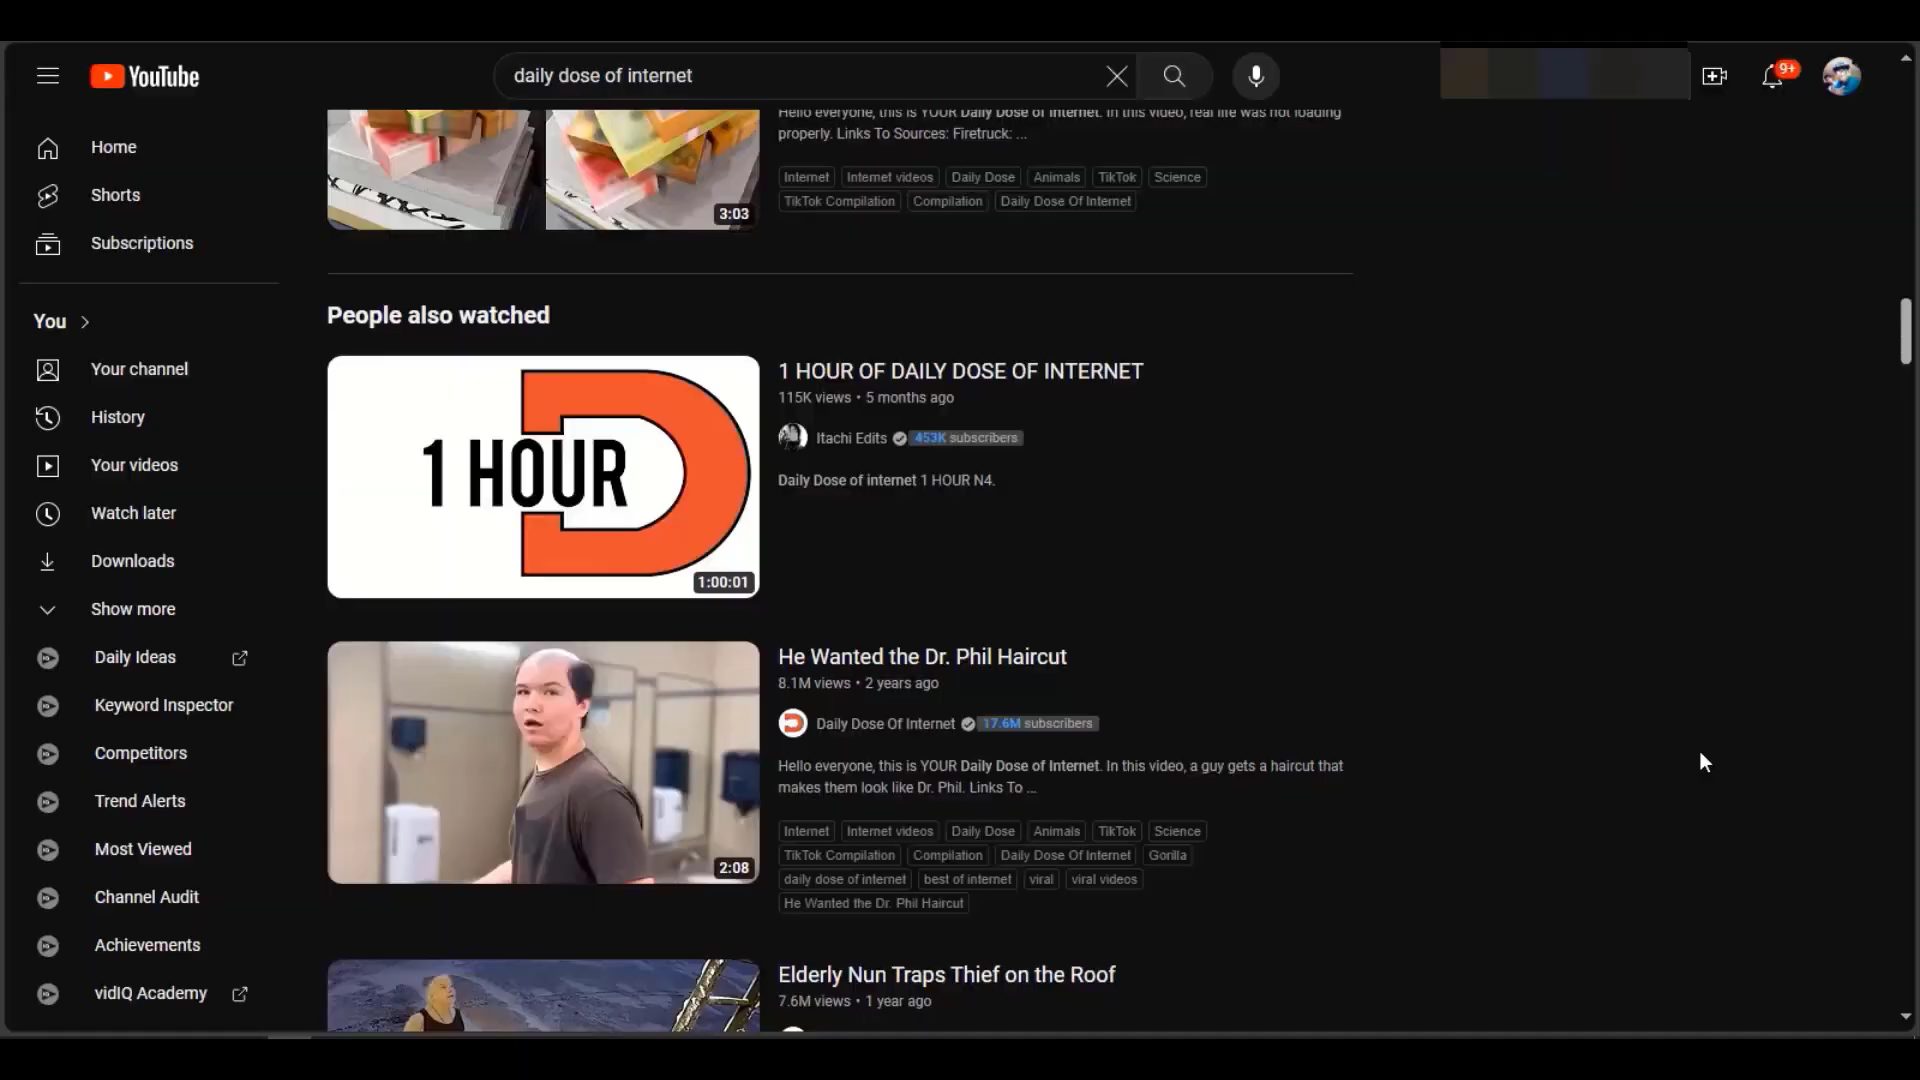 YouTube
daily dose of internet
9+
Home
Shorts
Subscriptions
You
Your channel
History
Your videos
Watch later
Downloads
Show more
Daily Ideas
Keyword Inspector
Competitors
Trend Alerts
Most Viewed
Channel Audit
Achievements
vidIQ Academy
3:03
Hello everyone, this is YOUR Daily Dose of Internet. In this video, real life was not loading
properly. Links To Sources: Firetruck: ...
Internet Internet videos Daily Dose Animals TikTok Science
TikTok Compilation Compilation Daily Dose Of Internet
People also watched
1 HOUR
1:00:01
1 HOUR OF DAILY DOSE OF INTERNET
115K views • 5 months ago
Itachi Edits 453K subscribers
Daily Dose of internet 1 HOUR N4.
2:08
He Wanted the Dr. Phil Haircut
8.1M views • 2 years ago
Daily Dose Of Internet 17.6M subscribers
Hello everyone, this is YOUR Daily Dose of Internet. In this video, a guy gets a haircut that
makes them look like Dr. Phil. Links To ...
Internet Internet videos Daily Dose Animals TikTok Science
TikTok Compilation Compilation Daily Dose Of Internet Gorilla
daily dose of internet best of internet viral viral videos
He Wanted the Dr. Phil Haircut
Elderly Nun Traps Thief on the Roof
7.6M views • 1 year ago